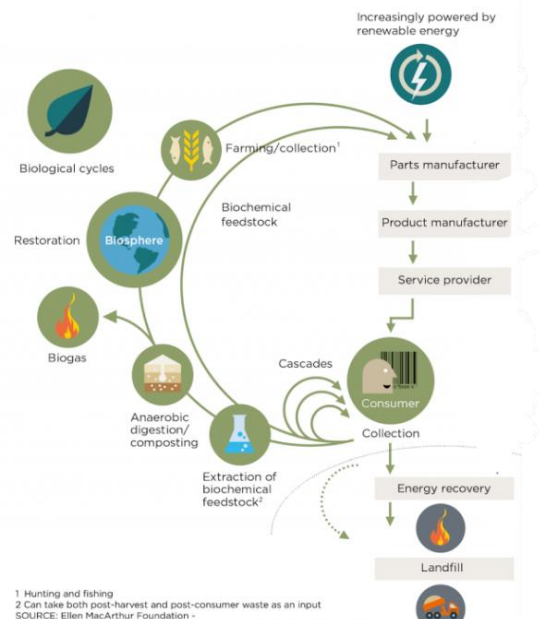 Increasingly powered by
renewable energy
Biological cycles
Farming/collection¹
Parts manufacturer
Biochemical
feedstock
Product manufacturer
Restoration
Biosphere
Service provider
Biogas
Cascades
Consumer
Anaerobic
digestion/
composting
Collection
Extraction of
biochemical
feedstock²
Energy recovery
Landfill
1 Hunting and fishing
2 Can take both post-harvest and post-consumer waste as an input
SOURCE: Ellen MacArthur Foundation -